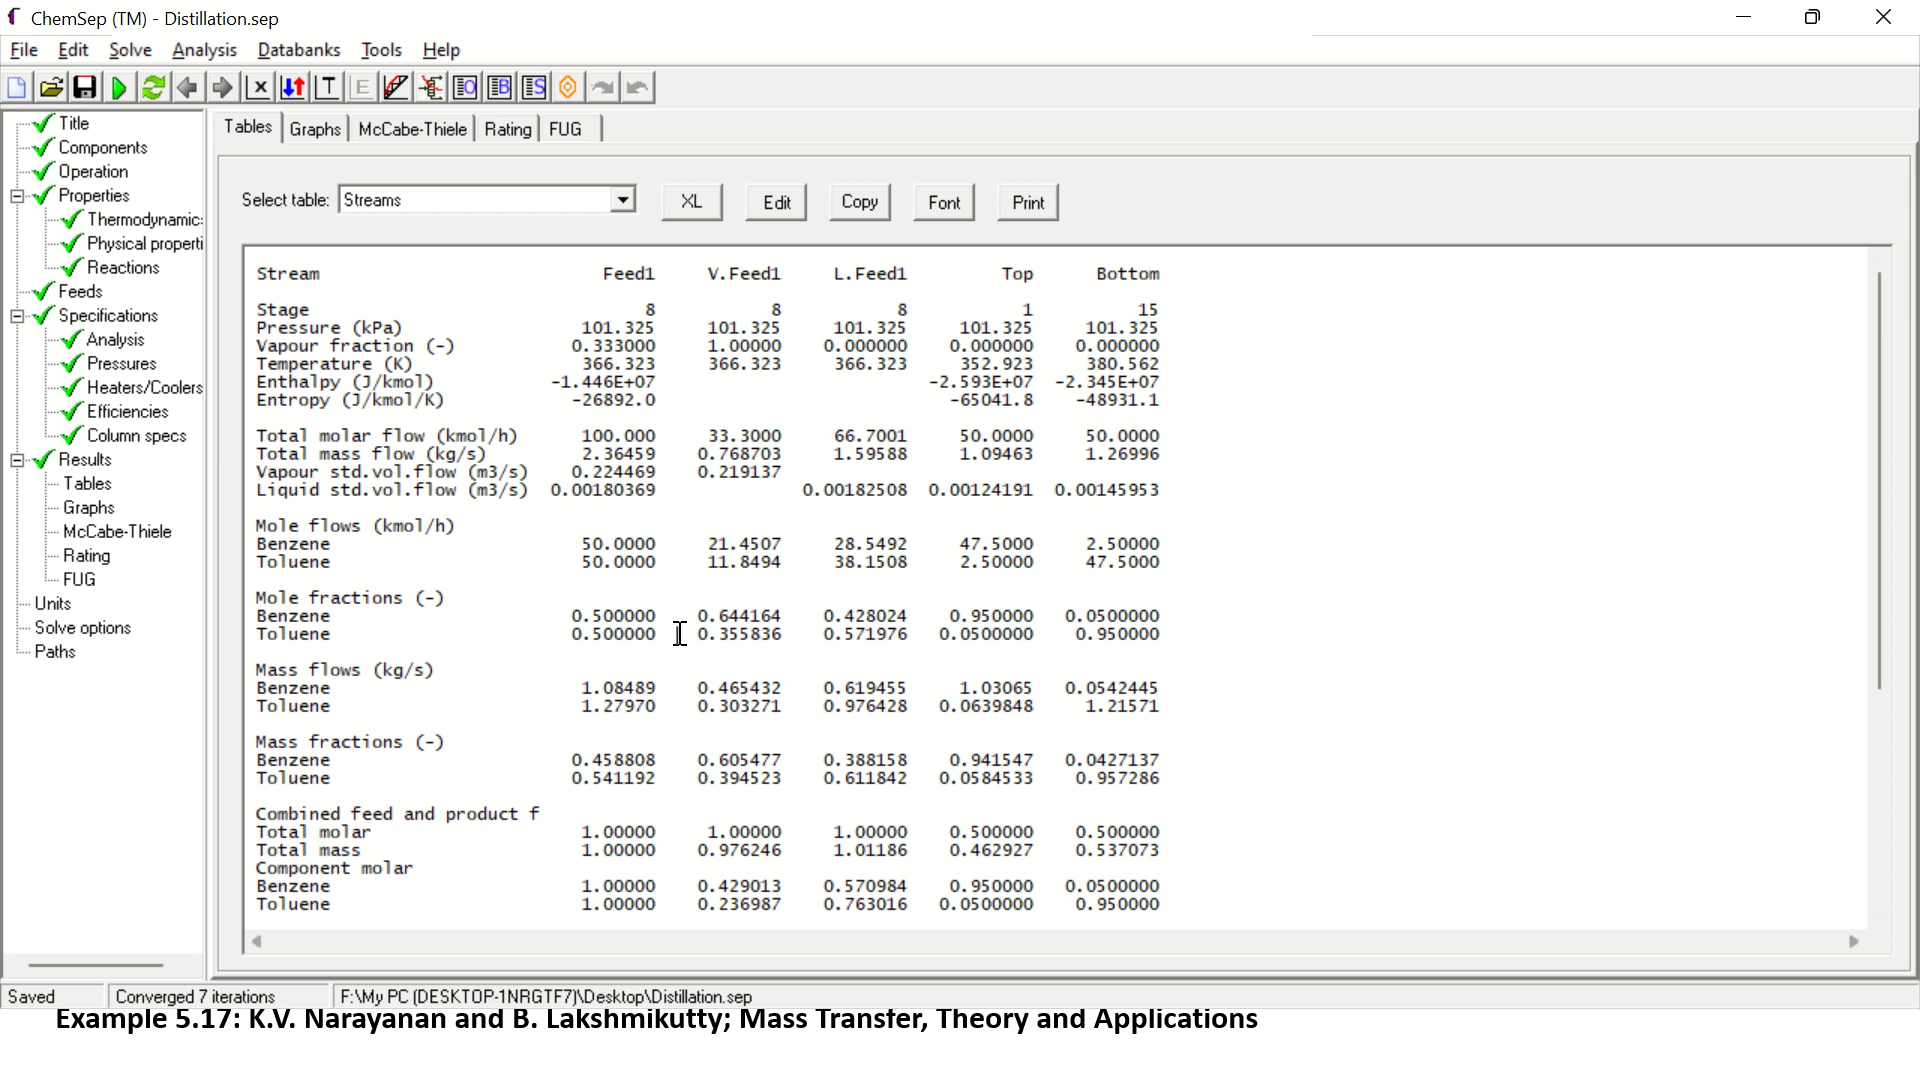 ChemSep (TM) - Distillation.sep
File Edit Solve Analysis Databanks Tools Help
Title
Components
Operation
Properties
Thermodynamic:
Physical properti
Reactions
Feeds
Specifications
Analysis
Pressures
Heaters/Coolers
Efficiencies
Column specs
Results
Tables
Graphs
McCabe-Thiele
Rating
FUG
Units
Solve options
Paths
Tables Graphs McCabe-Thiele Rating FUG
Select table: Streams XL Edit Copy Font Print
Stream Feed1 V.Feed1 L.Feed1 Top Bottom
Stage 8 8 8 1 15
Pressure (kPa) 101.325 101.325 101.325 101.325 101.325
Vapour fraction (-) 0.333000 1.00000 0.000000 0.000000 0.000000
Temperature (K) 366.323 366.323 366.323 352.923 380.562
Enthalpy (J/kmol) -1.446E+07 -2.593E+07 -2.345E+07
Entropy (J/kmol/K) -26892.0 -65041.8 -48931.1
Total molar flow (kmol/h) 100.000 33.3000 66.7001 50.0000 50.0000
Total mass flow (kg/s) 2.36459 0.768703 1.59588 1.09463 1.26996
Vapour std.vol.flow (m3/s) 0.224469 0.219137
Liquid std.vol.flow (m3/s) 0.00180369 0.00182508 0.00124191 0.00145953
Mole flows (kmol/h)
Benzene 50.0000 21.4507 28.5492 47.5000 2.50000
Toluene 50.0000 11.8494 38.1508 2.50000 47.5000
Mole fractions (-)
Benzene 0.500000 0.644164 0.428024 0.950000 0.0500000
Toluene 0.500000 0.355836 0.571976 0.0500000 0.950000
Mass flows (kg/s)
Benzene 1.08489 0.465432 0.619455 1.03065 0.0542445
Toluene 1.27970 0.303271 0.976428 0.0639848 1.21571
Mass fractions (-)
Benzene 0.458808 0.605477 0.388158 0.941547 0.0427137
Toluene 0.541192 0.394523 0.611842 0.0584533 0.957286
Combined feed and product f
Total molar 1.00000 1.00000 1.00000 0.500000 0.500000
Total mass 1.00000 0.976246 1.01186 0.462927 0.537073
Component molar
Benzene 1.00000 0.429013 0.570984 0.950000 0.0500000
Toluene 1.00000 0.236987 0.763016 0.0500000 0.950000
Saved Converged 7 iterations F:\My PC (DESKTOP-1NRGTF7)\Desktop\Distillation.sep
Example 5.17: K.V. Narayanan and B. Lakshmikutty; Mass Transfer, Theory and Applications